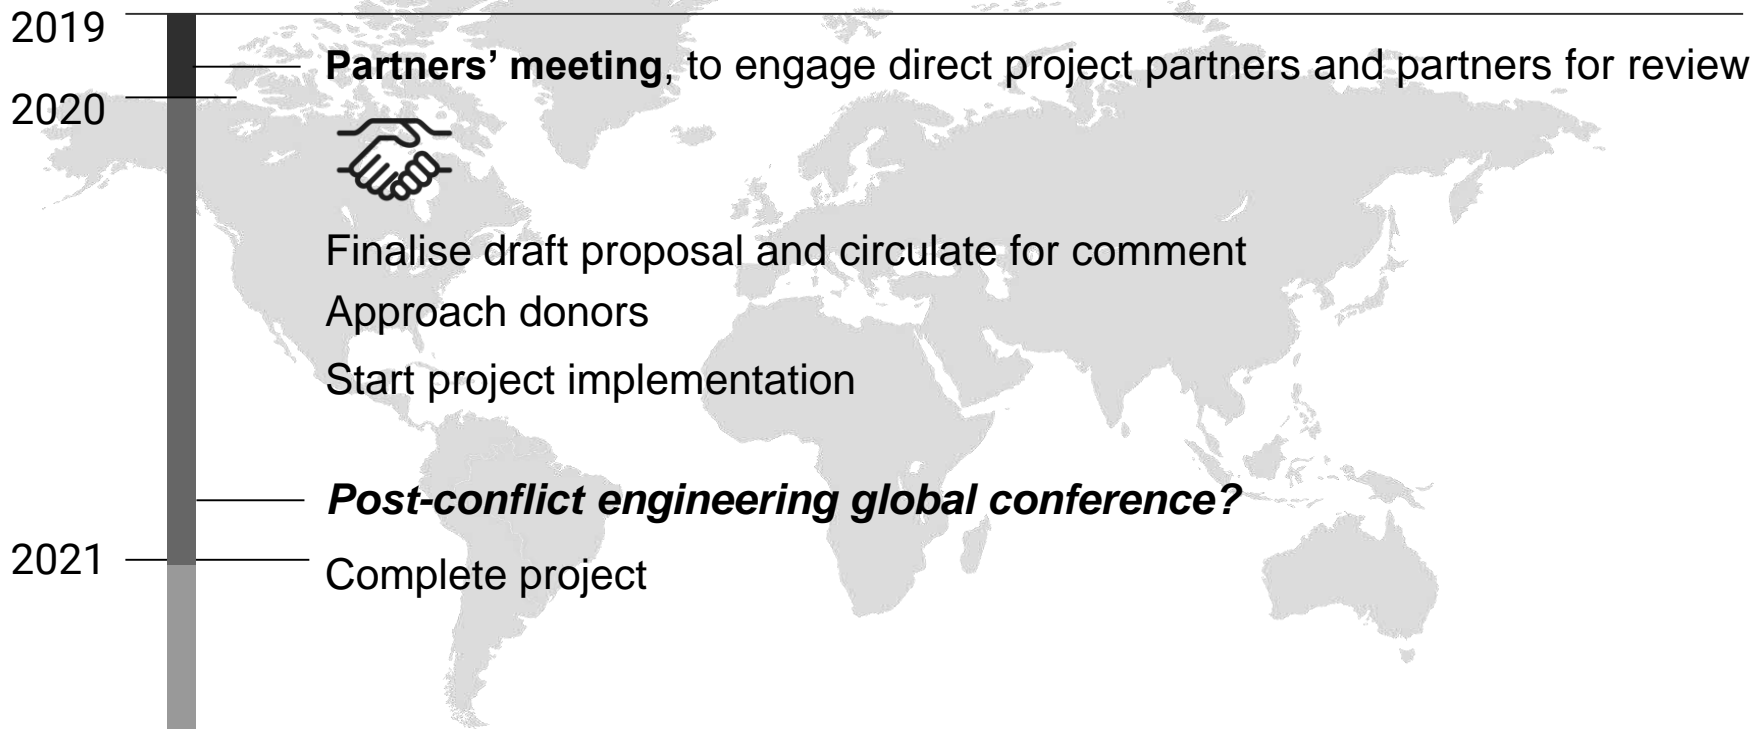 2019
Partners’ meeting, to engage direct project partners and partners for review
2020
Finalise draft proposal and circulate for comment
Approach donors
Start project implementation
Post-conflict engineering global conference?
2021
Complete project